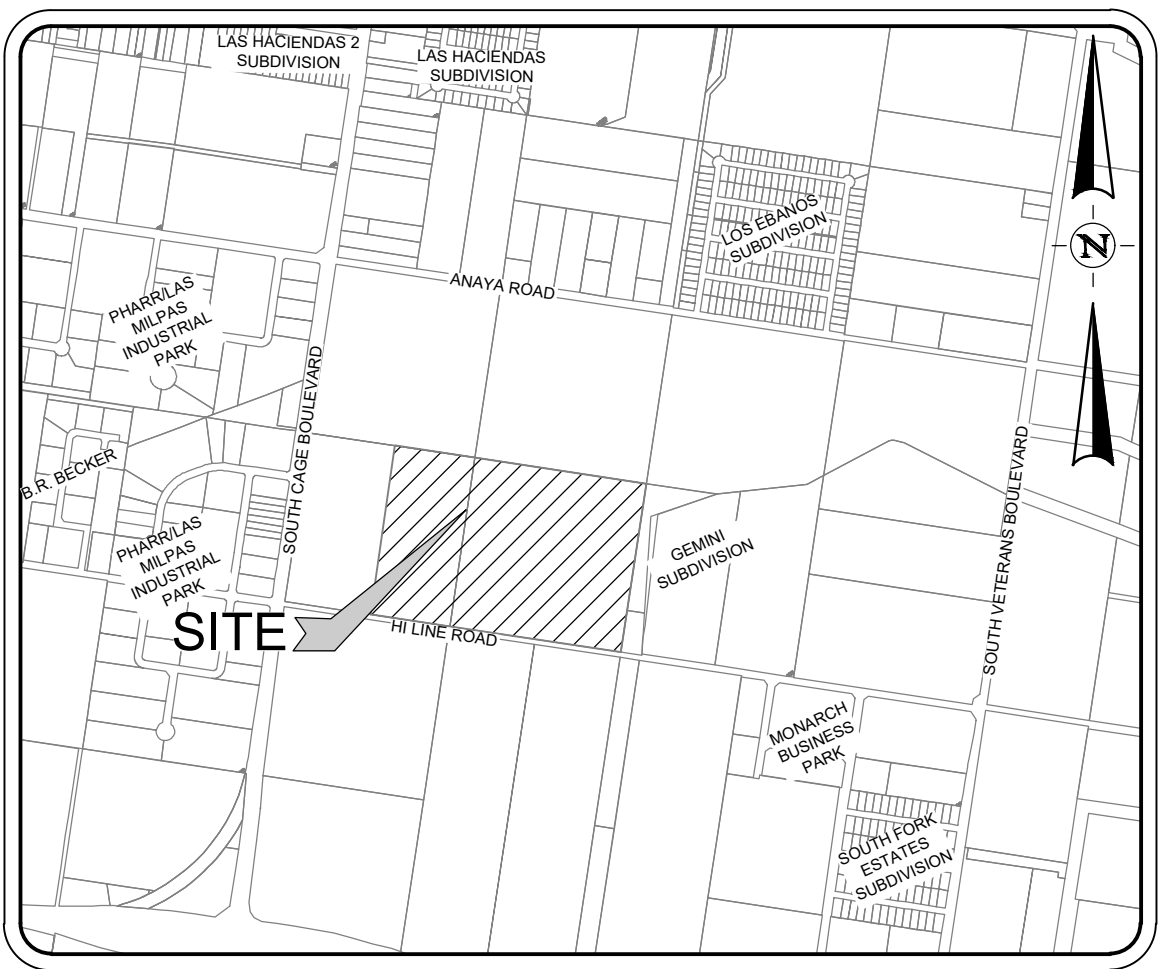 LAS HACIENDAS 2
SUBDIVISION
LAS HACIENDAS
SUBDIVISION
LOS EBANOS
SUBDIVISION
N
ANAYA ROAD
PHARR/LAS
MILPAS
INDUSTRIAL
PARK
SOUTH CAGE BOULEVARD
B.R. BECKER
SOUTH VETERANS BOULEVARD
GEMINI
SUBDIVISION
PHARR/LAS
MILPAS
INDUSTRIAL
PARK
SITE
HI LINE ROAD
MONARCH
BUSINESS
PARK
SOUTH FORK
ESTATES
SUBDIVISION